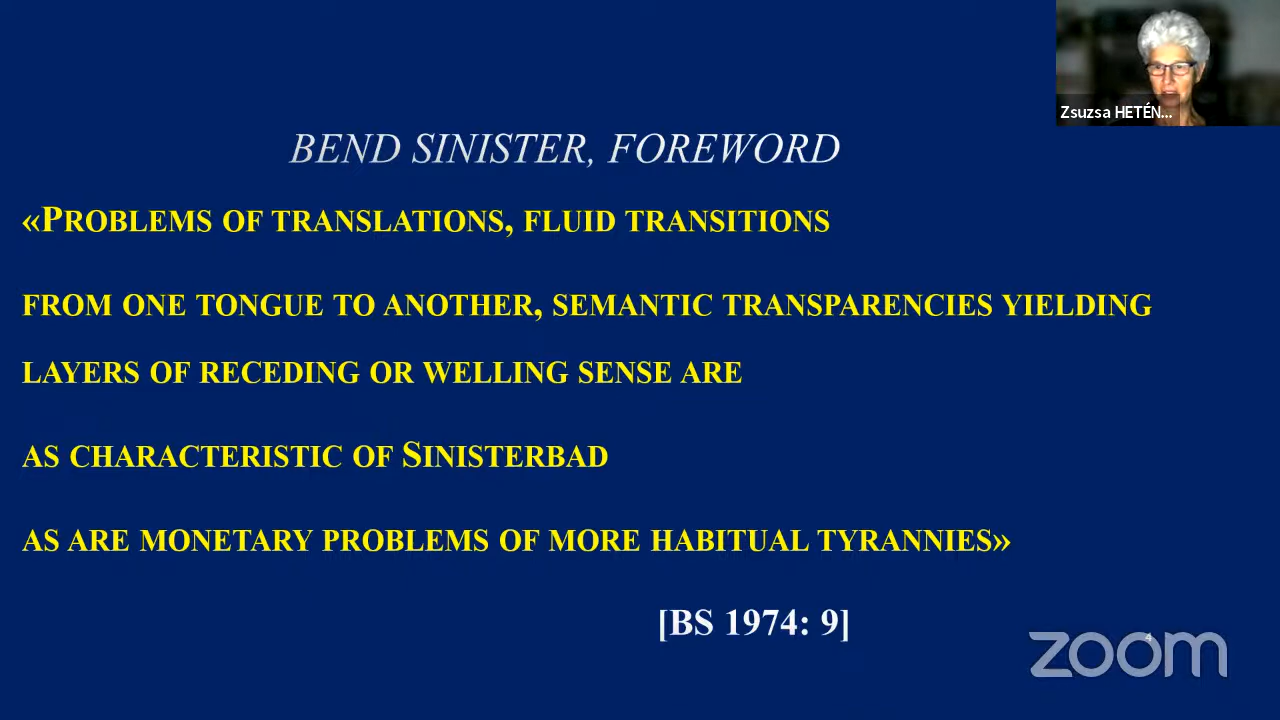 Zsuzsa HETÉN...
BEND SINISTER, FOREWORD
«PROBLEMS OF TRANSLATIONS, FLUID TRANSITIONS
FROM ONE TONGUE TO ANOTHER, SEMANTIC TRANSPARENCIES YIELDING
LAYERS OF RECEDING OR WELLING SENSE ARE
AS CHARACTERISTIC OF SINISTERBAD
AS ARE MONETARY PROBLEMS OF MORE HABITUAL TYRANNIES»
[BS 1974: 9]
4
zoom